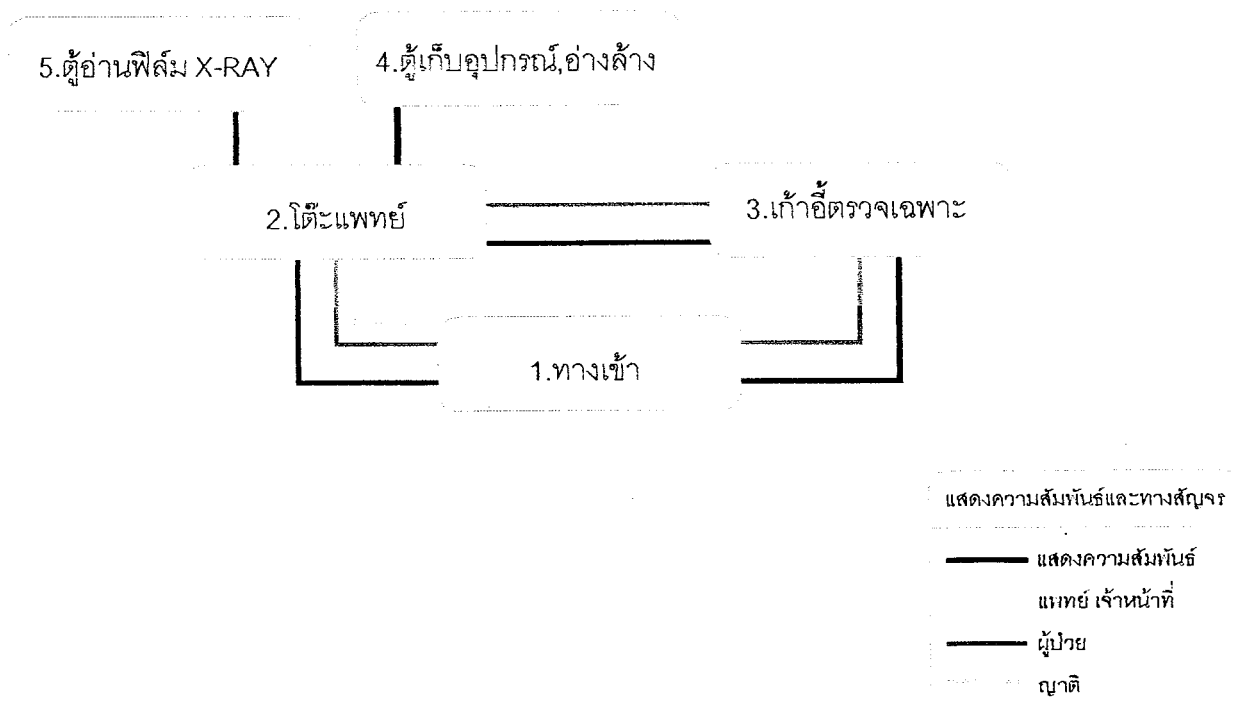 5.ตู้อ่านฟิล์ม X-RAY
4.ตู้เก็บอุปกรณ์,อ่างล้าง
2.โต๊ะแพทย์
3.เก้าอี้ตรวจเฉพาะ
1.ทางเข้า
แสดงความสัมพันธ์และทางสัญจร
แสดงความสัมพันธ์
แพทย์ เจ้าหน้าที่
ผู้ป่วย
ญาติ